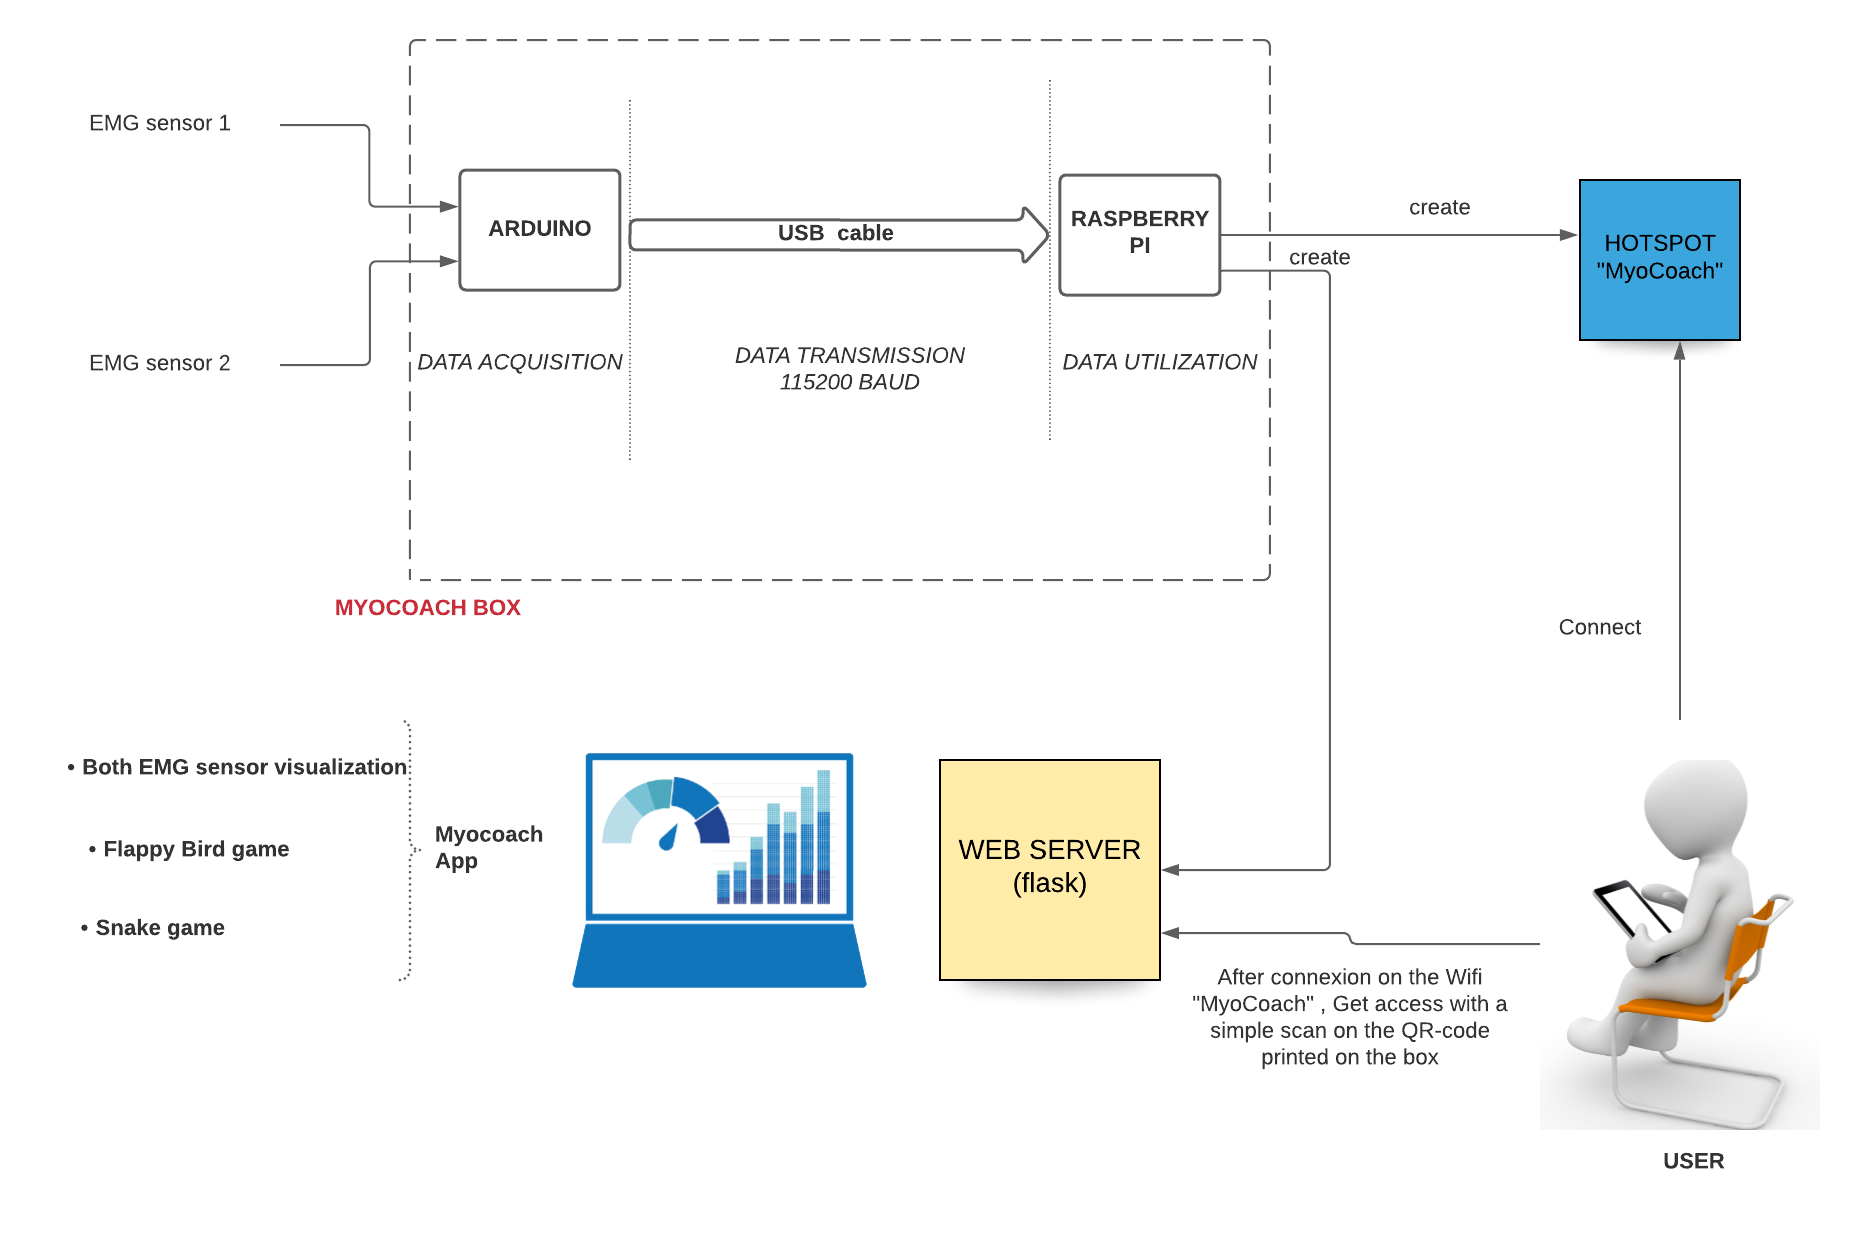 EMG sensor 1
EMG sensor 2
ARDUINO
USB  cable
RASPBERRY
PI
DATA ACQUISITION
DATA TRANSMISSION
115200 BAUD
DATA UTILIZATION
MYOCOACH BOX
create
create
HOTSPOT
"MyoCoach"
Connect
• Both EMG sensor visualization
• Flappy Bird game
• Snake game
Myocoach
App
WEB SERVER
(flask)
After connexion on the Wifi
"MyoCoach" , Get access with a
simple scan on the QR-code
printed on the box
USER